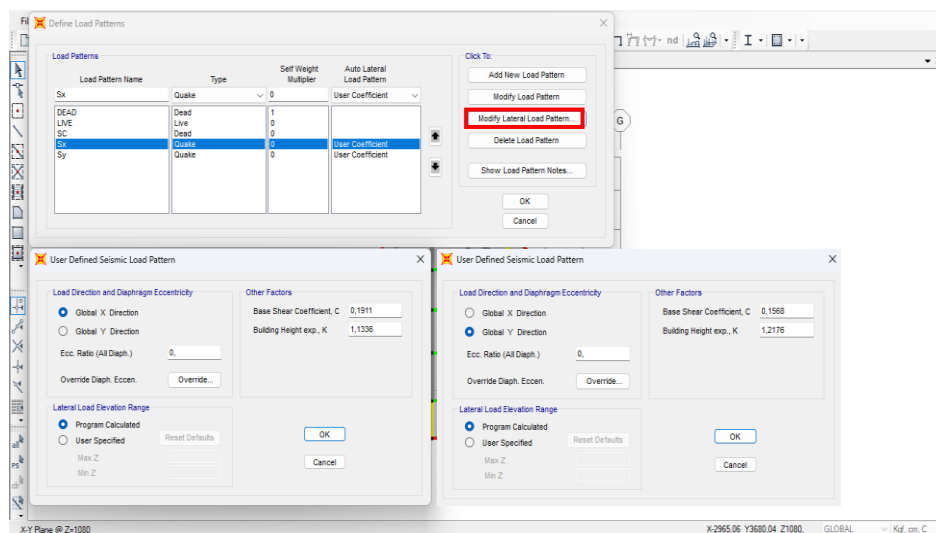 Fil
Define Load Patterns
Load Patterns
Click To:
Load Pattern Name Type Self Weight Multiplier Auto Lateral Load Pattern
Sx Quake 0 User Coefficient
DEAD Dead 1
LIVE Live 0
SC Dead 0
Sx Quake 0 User Coefficient
Sy Quake 0 User Coefficient
Add New Load Pattern
Modify Load Pattern
Modify Lateral Load Pattern...
Delete Load Pattern
Show Load Pattern Notes...
OK
Cancel
nd
G
User Defined Seismic Load Pattern
Load Direction and Diaphragm Eccentricity
Global X Direction
Global Y Direction
Ecc. Ratio (All Diaph.) 0,
Override Diaph. Eccen. Override...
Other Factors
Base Shear Coefficient, C 0,1911
Building Height exp., K 1,1336
Lateral Load Elevation Range
Program Calculated
User Specified Reset Defaults
Max Z
Min Z
OK
Cancel
User Defined Seismic Load Pattern
Load Direction and Diaphragm Eccentricity
Global X Direction
Global Y Direction
Ecc. Ratio (All Diaph.) 0,
Override Diaph. Eccen. Override...
Other Factors
Base Shear Coefficient, C 0,1568
Building Height exp., K 1,2176
Lateral Load Elevation Range
Program Calculated
User Specified Reset Defaults
Max Z
Min Z
OK
Cancel
all
PS
clr
X-Y Plane @ Z=1080
X-2965,06 Y3680,04 Z1080,
GLOBAL
Kgf, cm, C